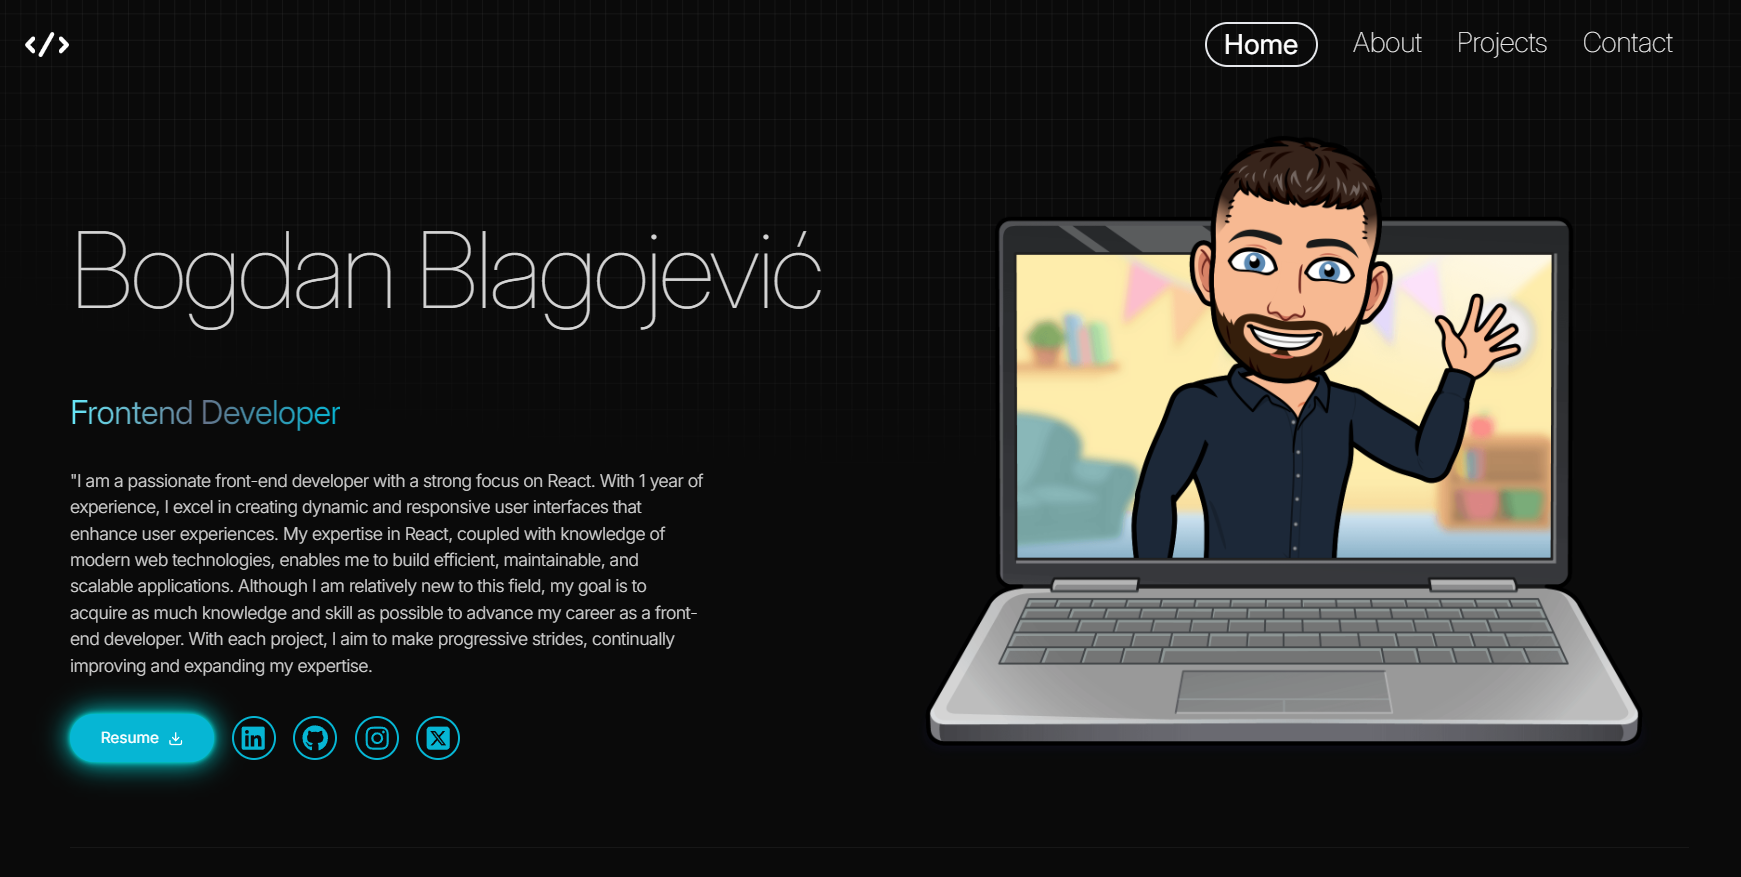 </>
Home About Projects Contact
Bogdan Blagojević
Frontend Developer
"I am a passionate front-end developer with a strong focus on React. With 1 year of
experience, I excel in creating dynamic and responsive user interfaces that
enhance user experiences. My expertise in React, coupled with knowledge of
modern web technologies, enables me to build efficient, maintainable, and
scalable applications. Although I am relatively new to this field, my goal is to
acquire as much knowledge and skill as possible to advance my career as a front-
end developer. With each project, I aim to make progressive strides, continually
improving and expanding my expertise.
Resume